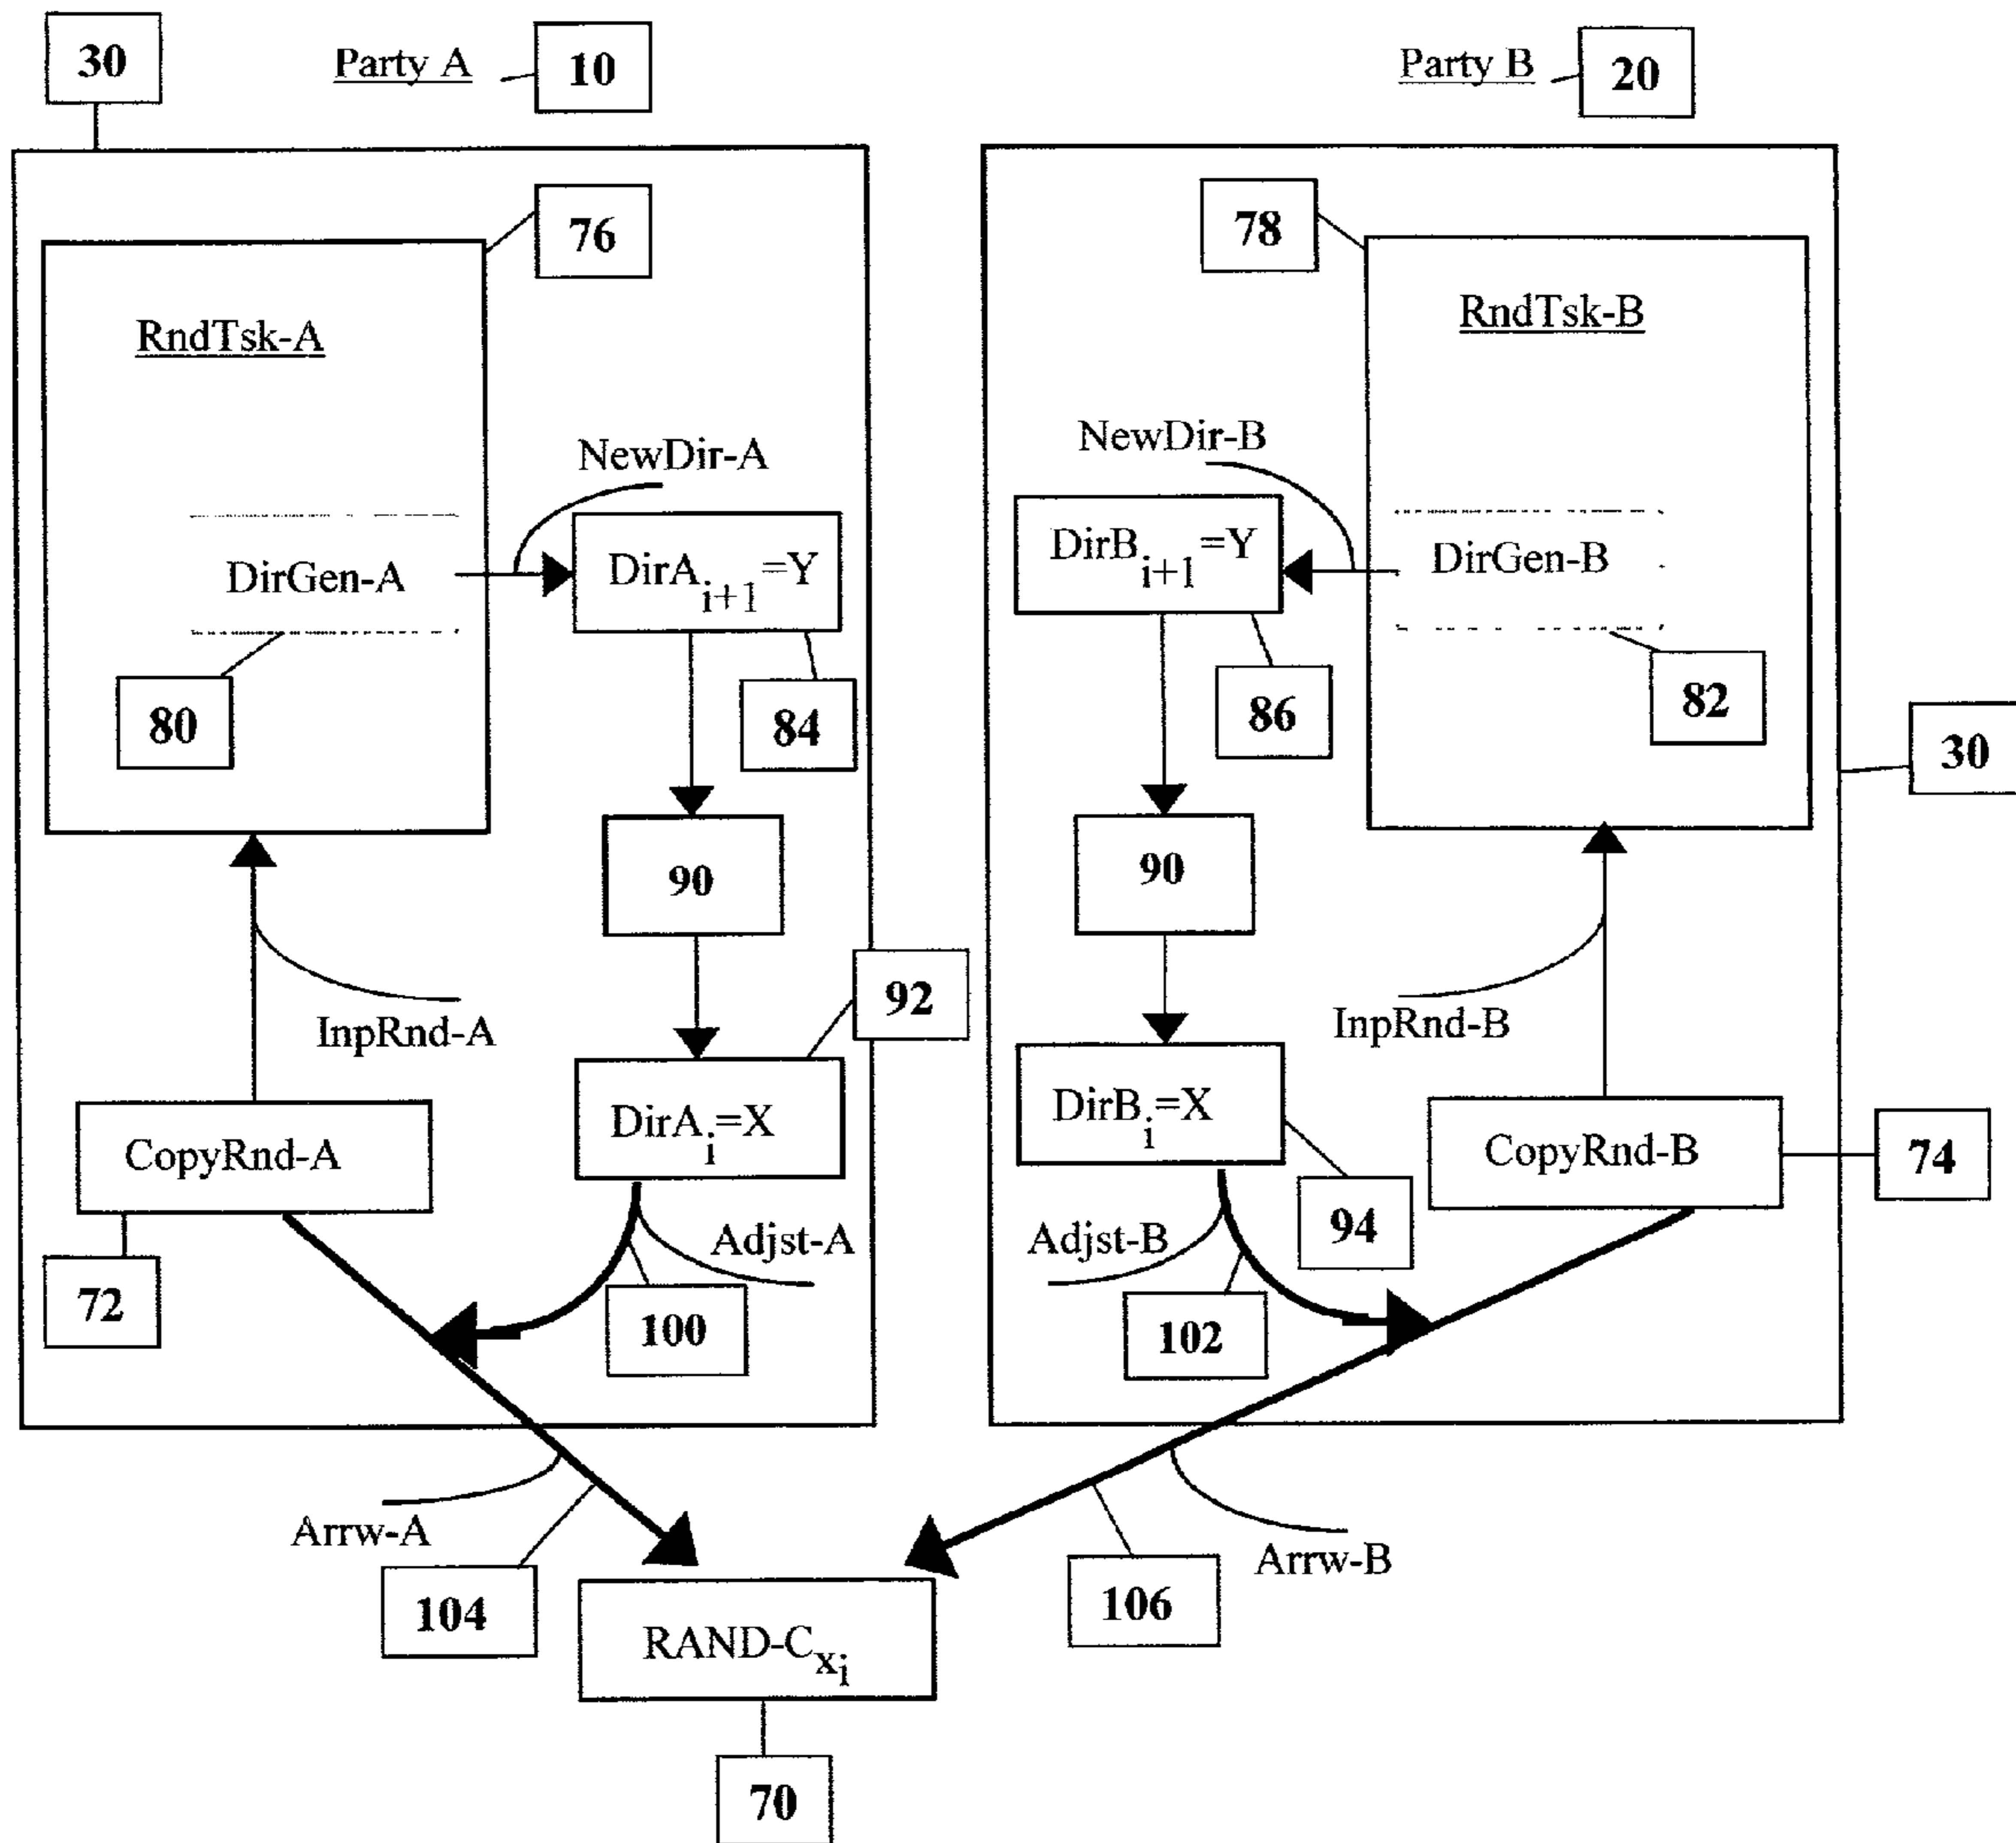 30 Party A 10 Party B 20
76 78
RndTsk-A RndTsk-B
NewDir-A NewDir-B
DirGen-A DirA_{i+1}=Y DirB_{i+1}=Y DirGen-B
80 84 86 82
30
90 90
92
InpRnd-A InpRnd-B
CopyRnd-A DirA_i=X DirB_i=X CopyRnd-B
74
72 Adjst-A Adjst-B 94
100 102
Arrw-A Arrw-B
104 106
RAND-C_{x_i}
70